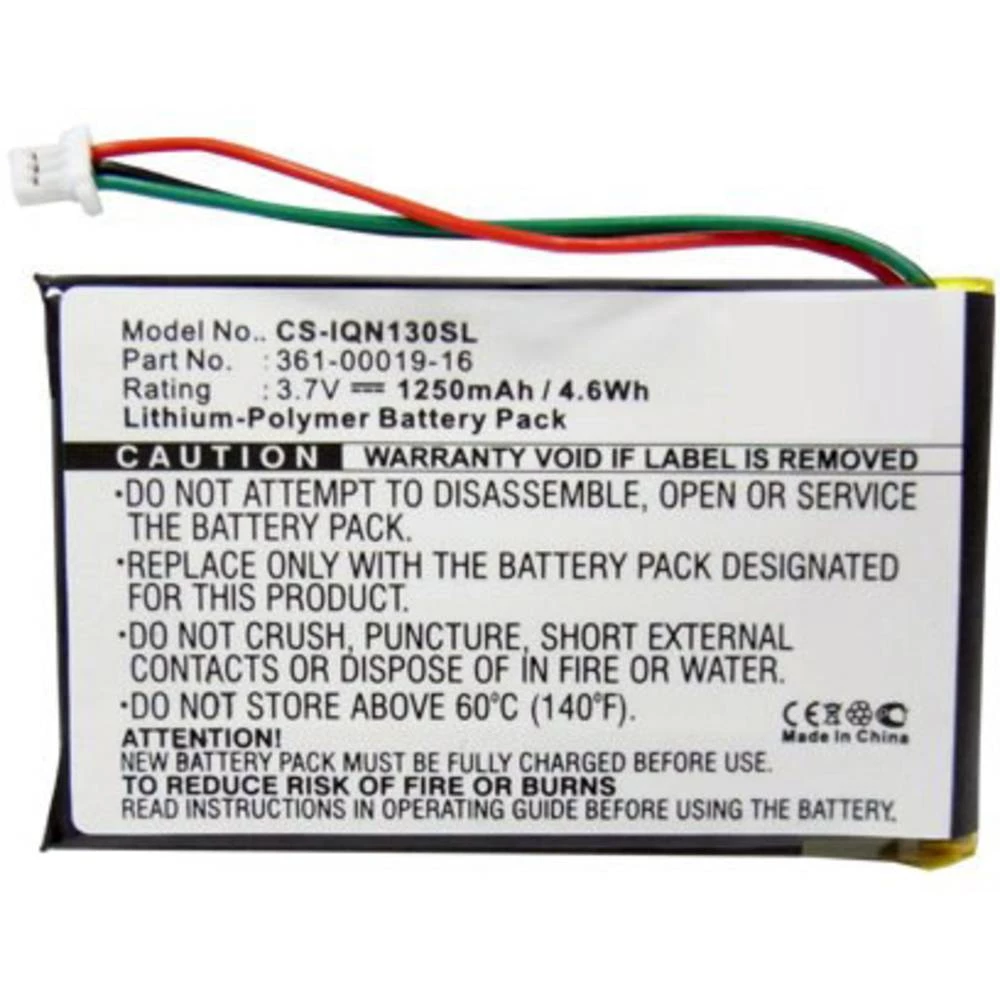 Model No.. CS-IQN130SL
Part No. : 361-00019-16
Rating : 3.7V ⎓ 1250mAh / 4.6Wh
Lithium-Polymer Battery Pack
CAUTION WARRANTY VOID IF LABEL IS REMOVED
·DO NOT ATTEMPT TO DISASSEMBLE, OPEN OR SERVICE
THE BATTERY PACK.
·REPLACE ONLY WITH THE BATTERY PACK DESIGNATED
FOR THIS PRODUCT.
·DO NOT CRUSH, PUNCTURE, SHORT EXTERNAL
CONTACTS OR DISPOSE OF IN FIRE OR WATER.
·DO NOT STORE ABOVE 60°C (140°F).
CE
Made In China
ATTENTION!
NEW BATTERY PACK MUST BE FULLY CHARGED BEFORE USE.
TO REDUCE RISK OF FIRE OR BURNS
READ INSTRUCTIONS IN OPERATING GUIDE BEFORE USING THE BATTERY.